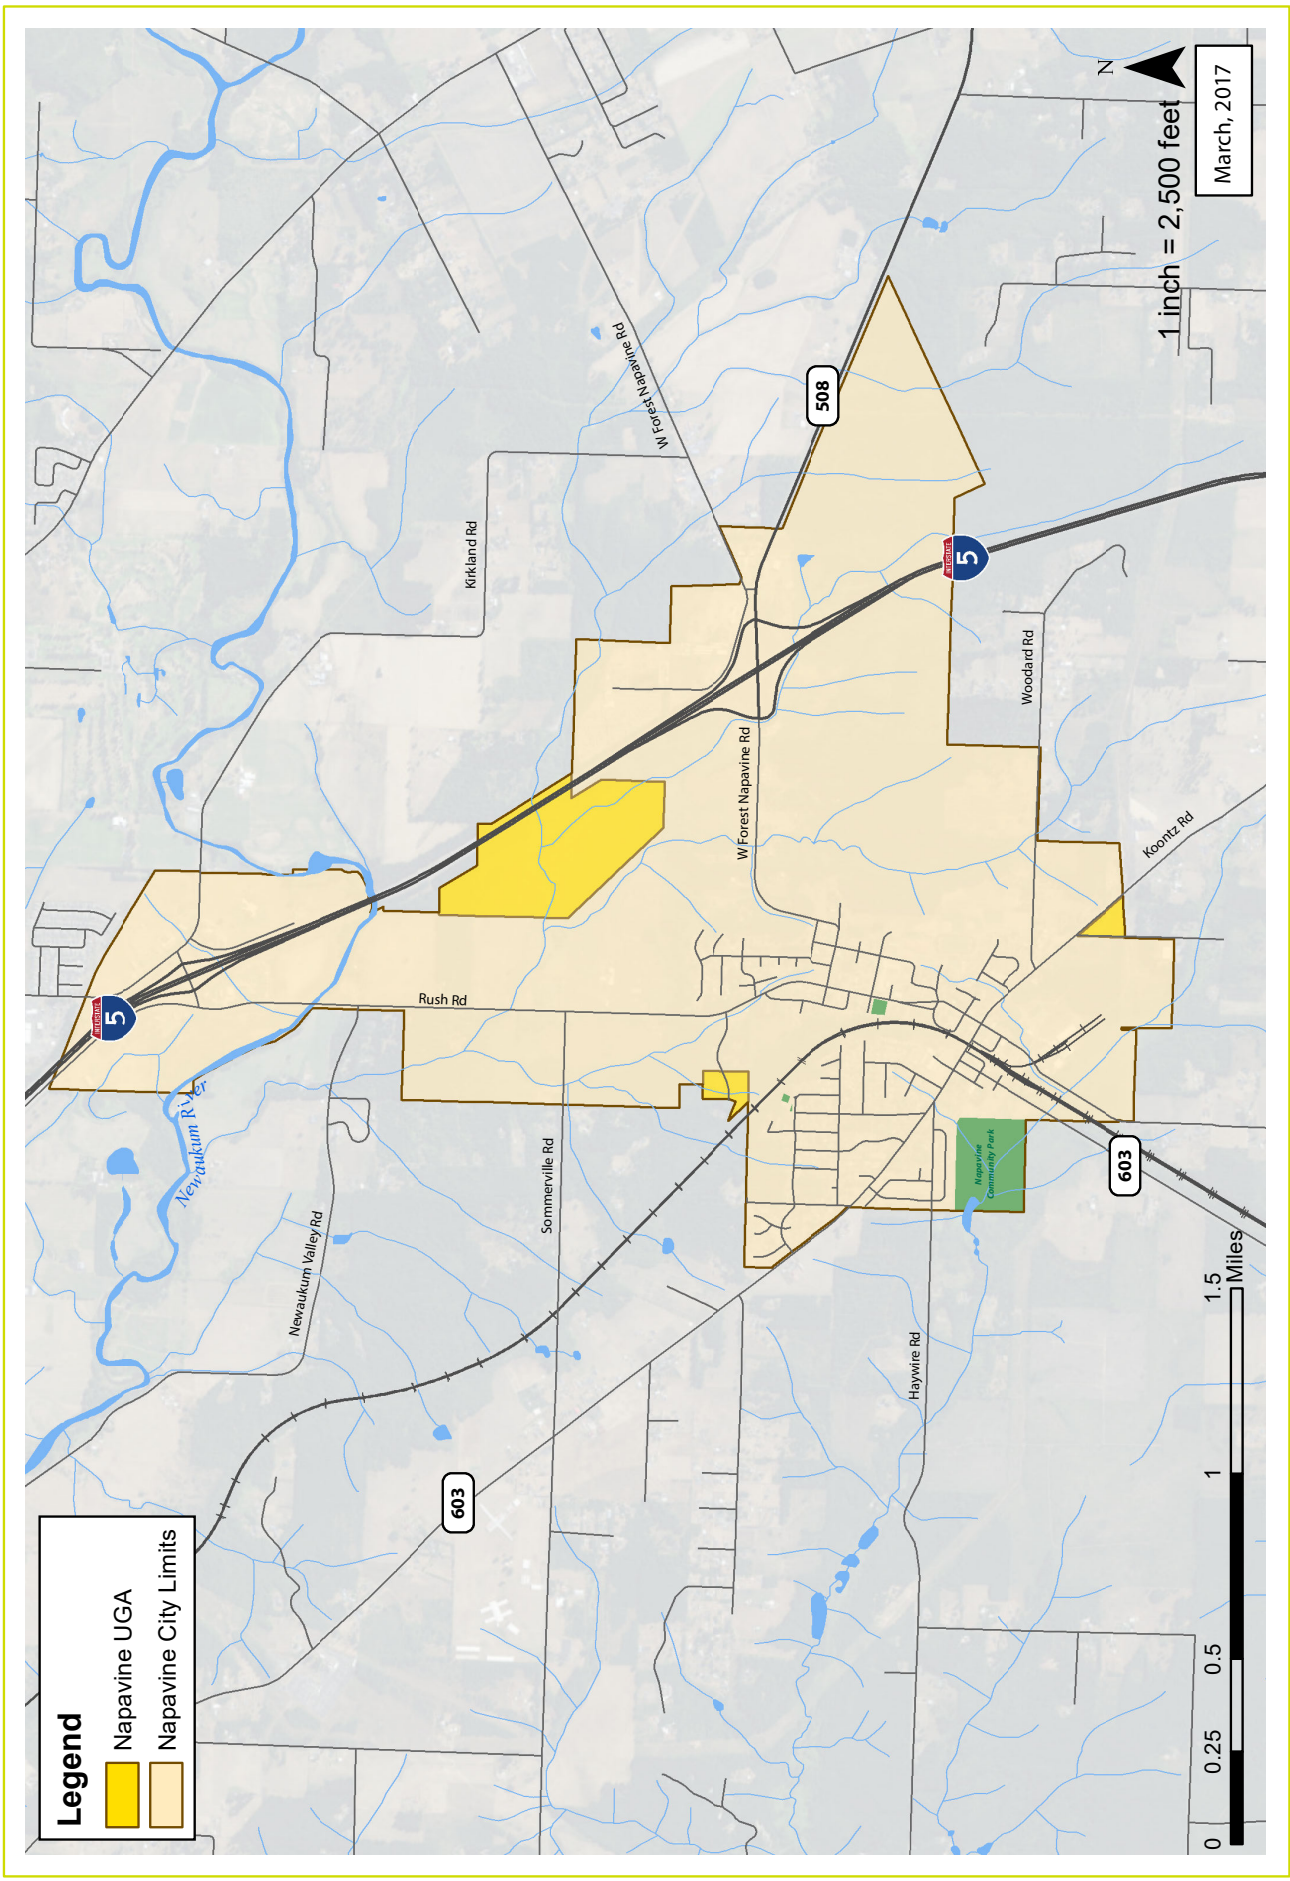 Legend
Napavine UGA
Napavine City Limits
INTERSTATE
5
Newaukum River
Newaukum Valley Rd
Rush Rd
Kirkland Rd
W Forest Napavine Rd
508
INTERSTATE
5
W Forest Napavine Rd
Sommerville Rd
603
Woodard Rd
Koontz Rd
Napavine
Community Park
Haywire Rd
603
N
1 inch = 2,500 feet
March, 2017
0 0.25 0.5 1 1.5
Miles